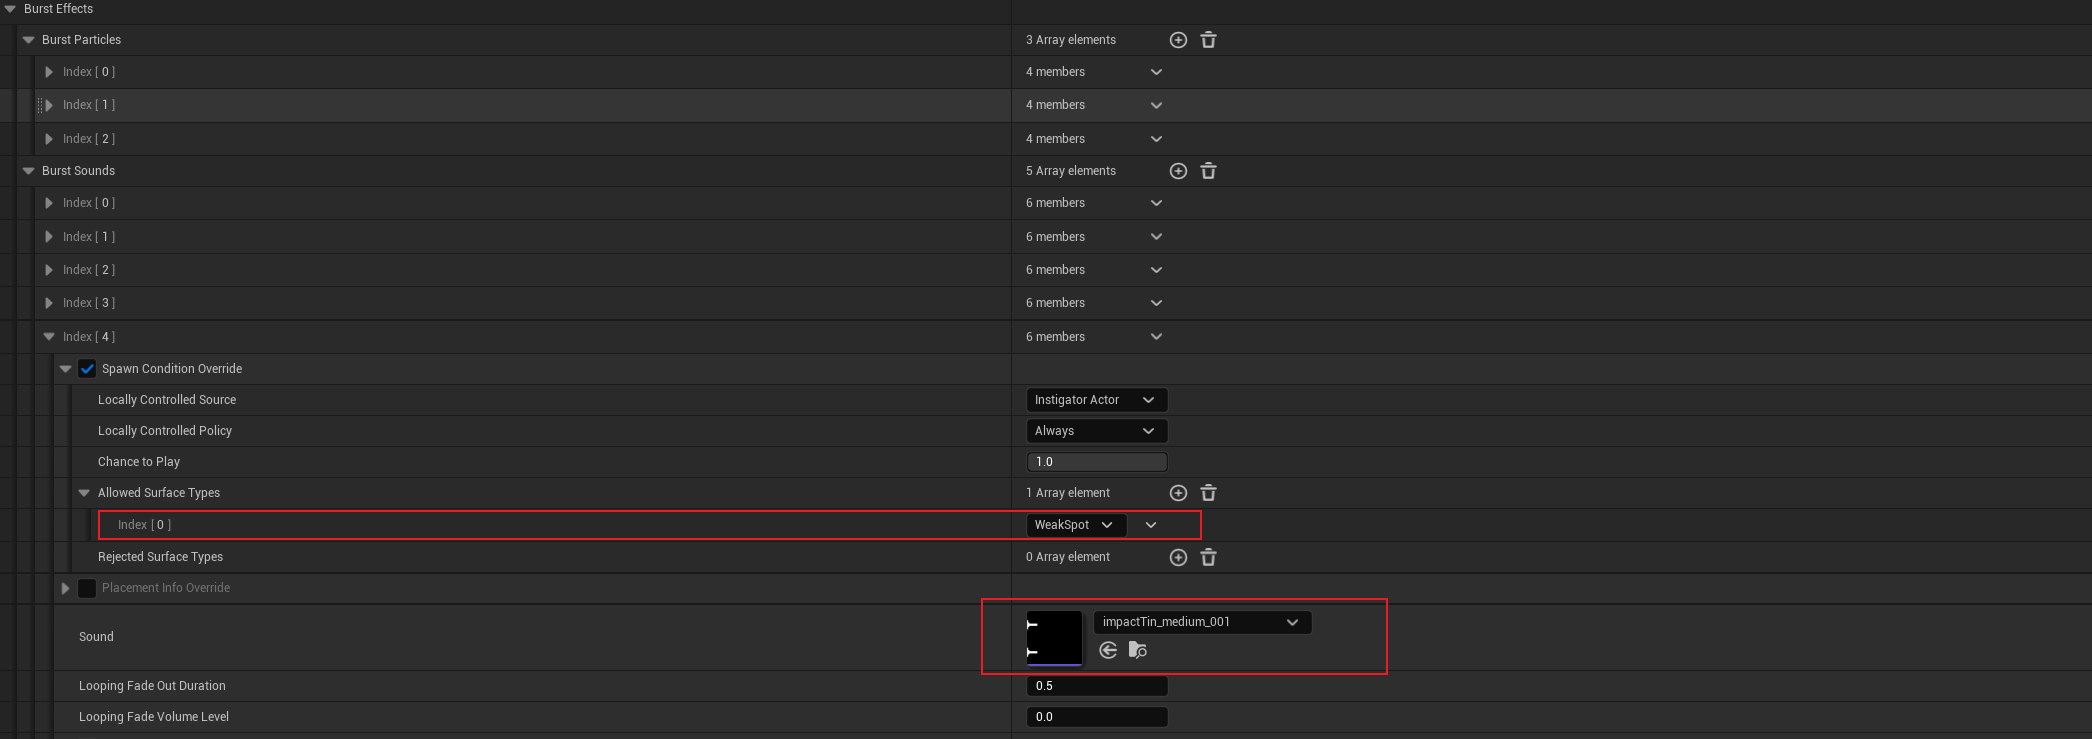 Burst Effects
Burst Particles 3 Array elements
Index [ 0 ] 4 members
Index [ 1 ] 4 members
Index [ 2 ] 4 members
Burst Sounds 5 Array elements
Index [ 0 ] 6 members
Index [ 1 ] 6 members
Index [ 2 ] 6 members
Index [ 3 ] 6 members
Index [ 4 ] 6 members
Spawn Condition Override
Locally Controlled Source Instigator Actor
Locally Controlled Policy Always
Chance to Play 1.0
Allowed Surface Types 1 Array element
Index [ 0 ] WeakSpot
Rejected Surface Types 0 Array element
Placement Info Override
Sound impactTin_medium_001
Looping Fade Out Duration 0.5
Looping Fade Volume Level 0.0